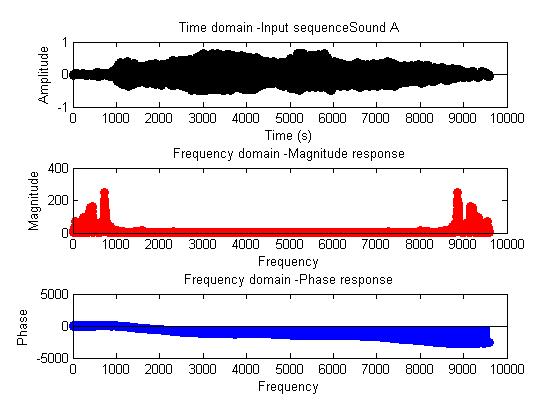 Time domain -Input sequenceSound A
1
0
-1
Amplitude
0 1000 2000 3000 4000 5000 6000 7000 8000 9000 10000
Time (s)
Frequency domain -Magnitude response
400
200
0
Magnitude
0 1000 2000 3000 4000 5000 6000 7000 8000 9000 10000
Frequency
Frequency domain -Phase response
5000
0
-5000
Phase
0 1000 2000 3000 4000 5000 6000 7000 8000 9000 10000
Frequency